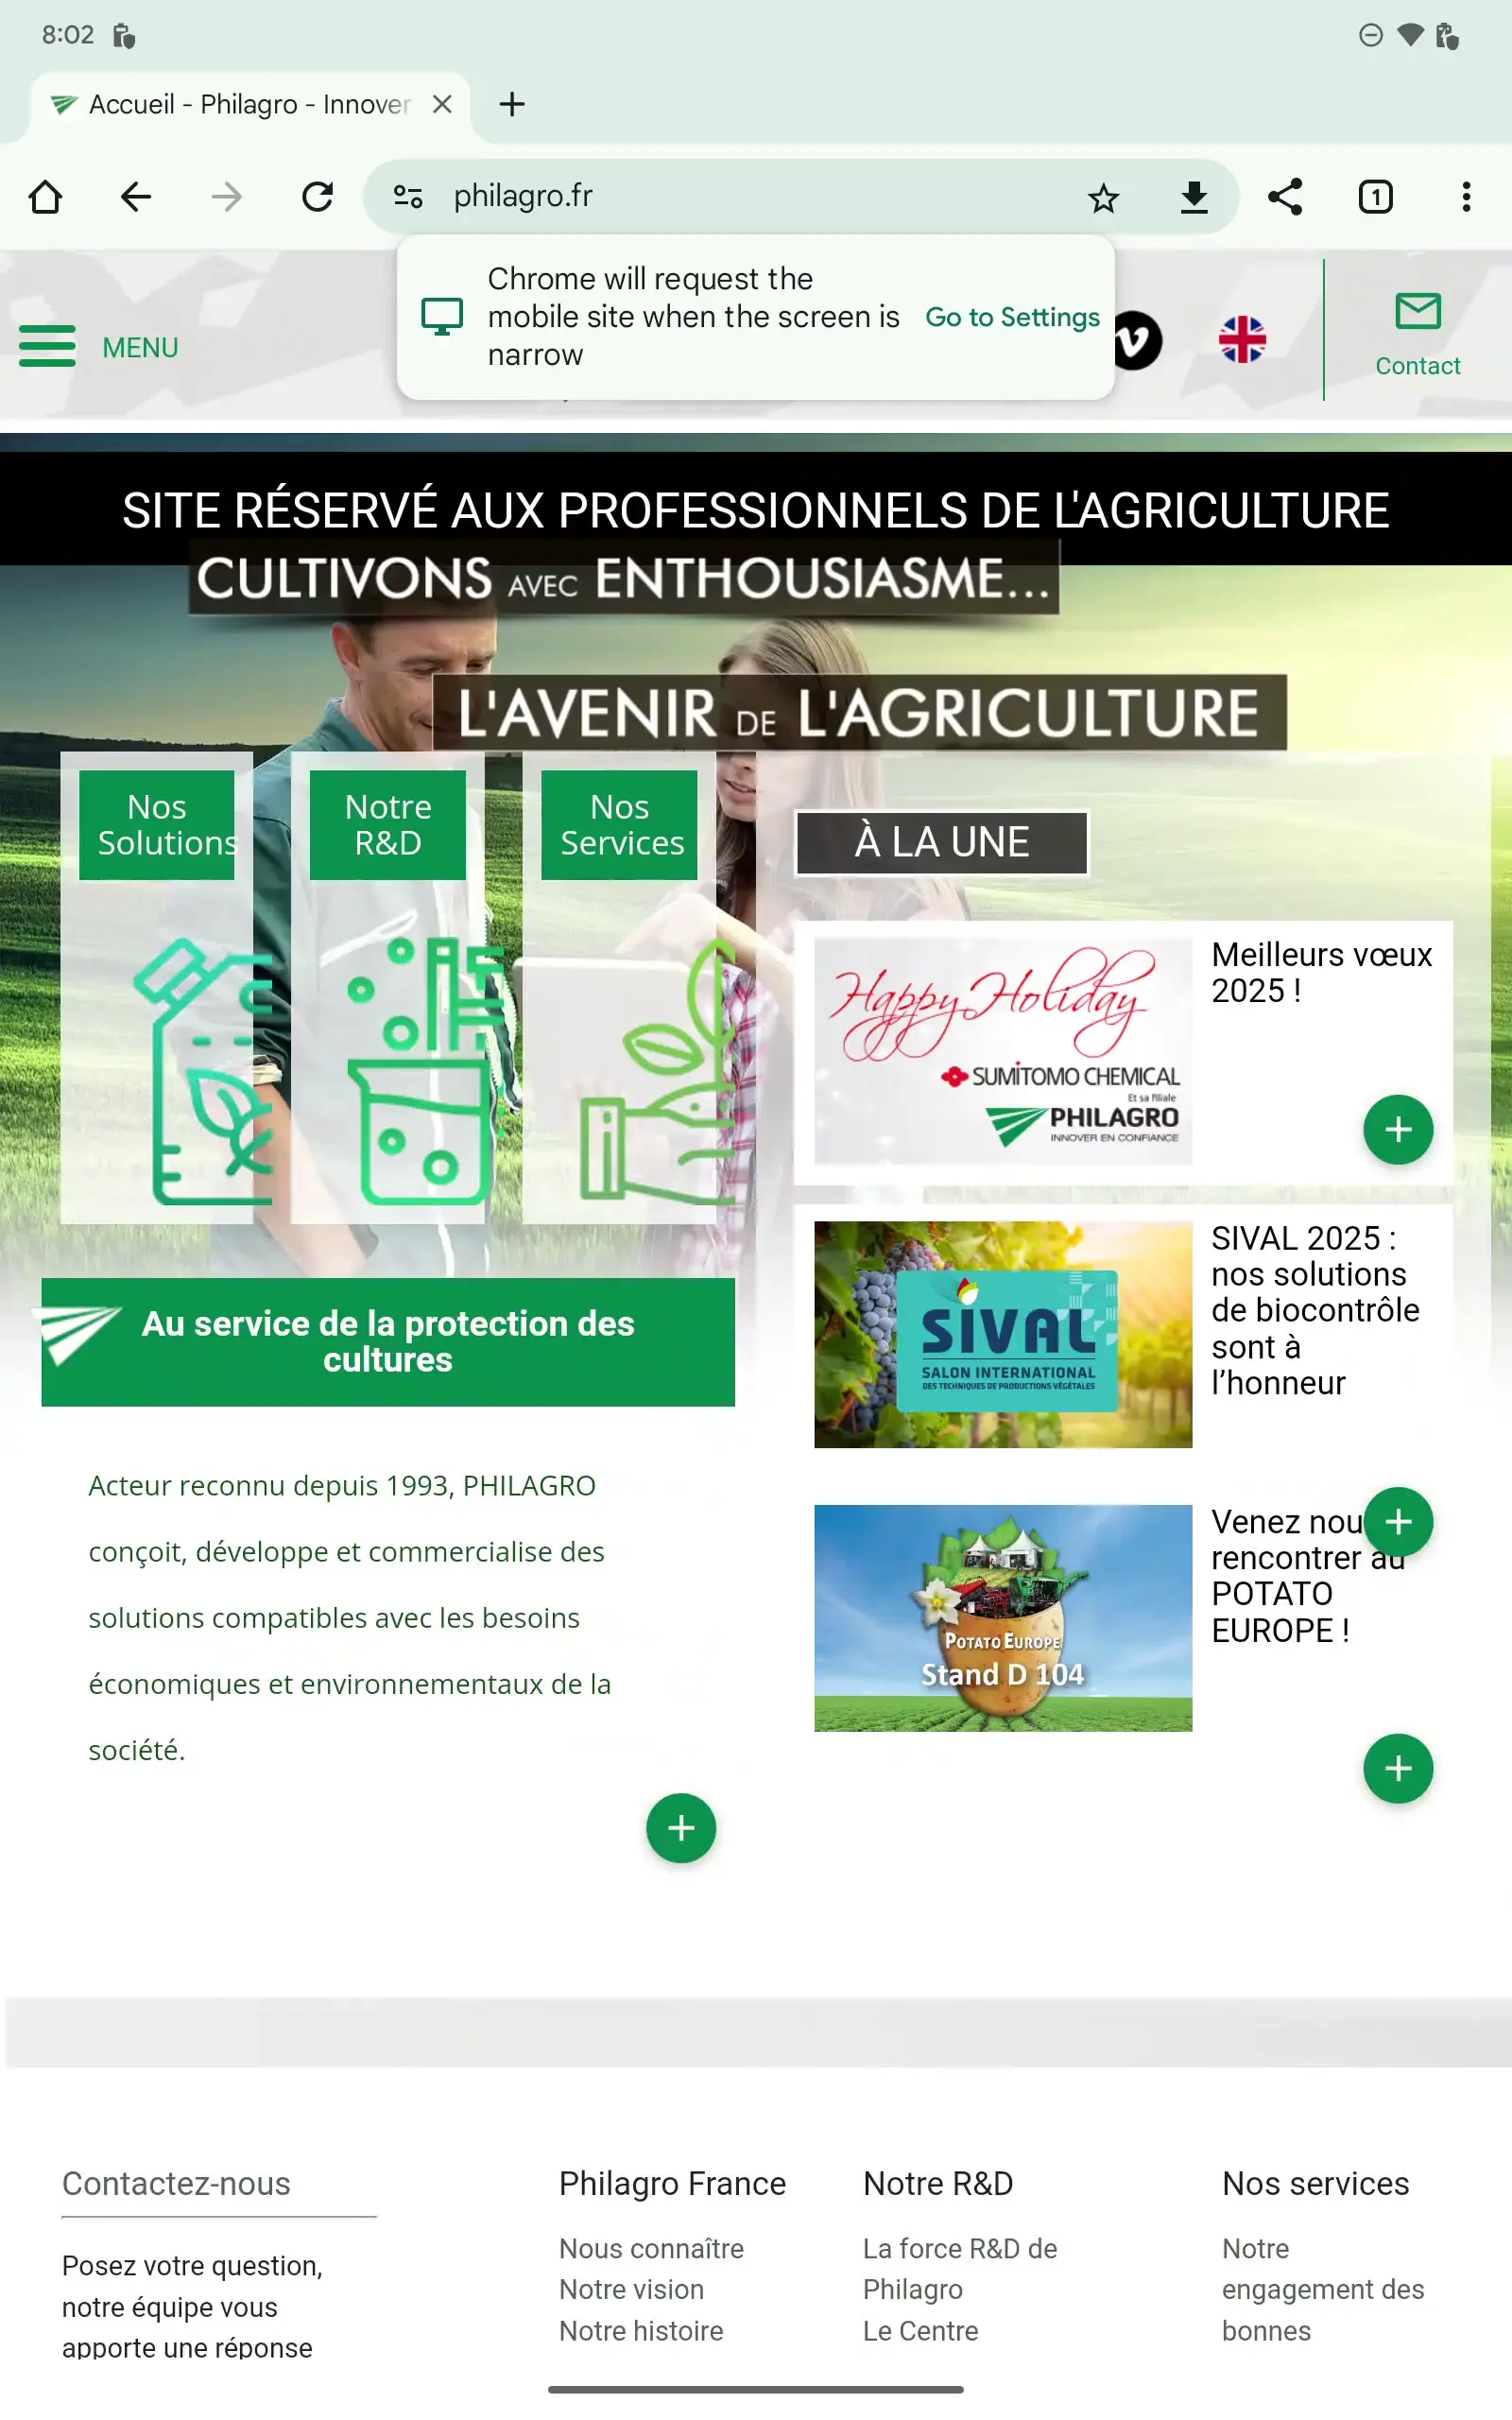 8:02
Accueil - Philagro - Innover
philagro.fr
1
Chrome will request the
mobile site when the screen is
narrow
Go to Settings
MENU
Contact
SITE RÉSERVÉ AUX PROFESSIONNELS DE L'AGRICULTURE
CULTIVONS AVEC ENTHOUSIASME...
L'AVENIR DE L'AGRICULTURE
Nos
Solutions
Notre
R&D
Nos
Services
À LA UNE
Happy Holiday
SUMITOMO CHEMICAL
Et sa filiale
PHILAGRO
INNOVER EN CONFIANCE
Meilleurs vœux
2025 !
SIVAL
SALON INTERNATIONAL
DES TECHNIQUES DE PRODUCTIONS VÉGÉTALES
SIVAL 2025 :
nos solutions
de biocontrôle
sont à
l’honneur
POTATO EUROPE
Stand D 104
Venez nou
rencontrer au
POTATO
EUROPE !
Au service de la protection des
cultures
Acteur reconnu depuis 1993, PHILAGRO
conçoit, développe et commercialise des
solutions compatibles avec les besoins
économiques et environnementaux de la
société.
Contactez-nous
Posez votre question,
notre équipe vous
apporte une réponse
Philagro France
Nous connaître
Notre vision
Notre histoire
Notre R&D
La force R&D de
Philagro
Le Centre
Nos services
Notre
engagement des
bonnes